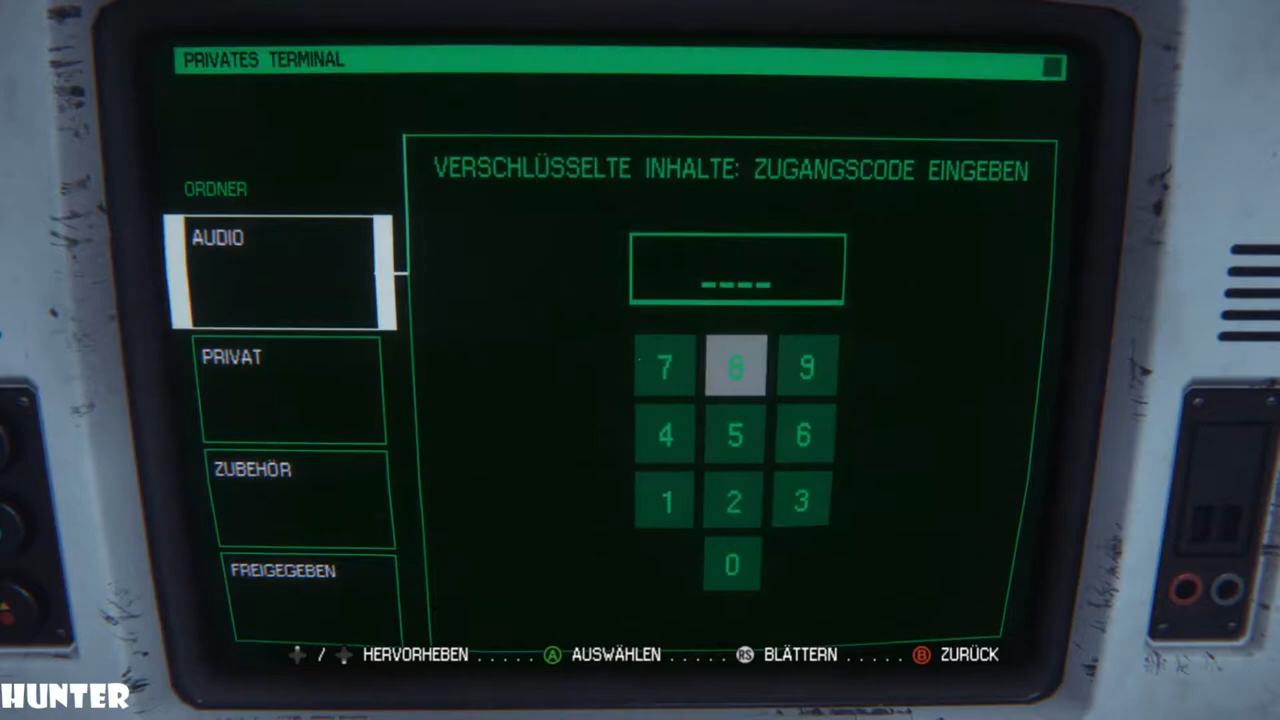 PRIVATES TERMINAL
VERSCHLÜSSELTE INHALTE: ZUGANGSCODE EINGEBEN
ORDNER
AUDIO
PRIVAT
ZUBEHÖR
FREIGEGEBEN
_ _ _ _
7 8 9
4 5 6
1 2 3
0
/ HERVORHEBEN ..... A AUSWÄHLEN ..... RS BLÄTTERN ..... B ZURÜCK
HUNTER